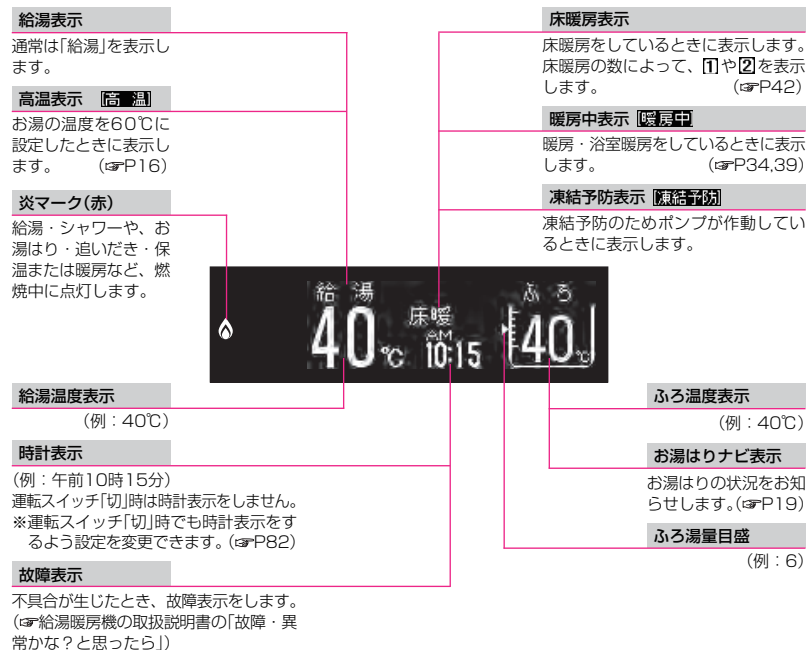 給湯表示
通常は「給湯」を表示し
ます。
高温表示 高 温
お湯の温度を60℃に
設定したときに表示し
ます。 (☞P16)
炎マーク(赤)
給湯・シャワーや、お
湯はり・追いだき・保
温または暖房など、燃
焼中に点灯します。
床暖房表示
床暖房をしているときに表示します。
床暖房の数によって、1や2を表示
します。 (☞P42)
暖房中表示 暖房中
暖房・浴室暖房をしているときに表示
します。 (☞P34,39)
凍結予防表示 凍結予防
凍結予防のためポンプが作動してい
るときに表示します。
給 湯
40℃
床暖
AM
10:15
ふ ろ
40℃
給湯温度表示
(例：40℃)
時計表示
(例：午前10時15分)
運転スイッチ「切」時は時計表示をしません。
※運転スイッチ「切」時でも時計表示をす
るよう設定を変更できます。(☞P82)
故障表示
不具合が生じたとき、故障表示をします。
(☞給湯暖房機の取扱説明書の「故障・異
常かな？と思ったら」)
ふろ温度表示
(例：40℃)
お湯はりナビ表示
お湯はりの状況をお知
らせします。(☞P19)
ふろ湯量目盛
(例：6)